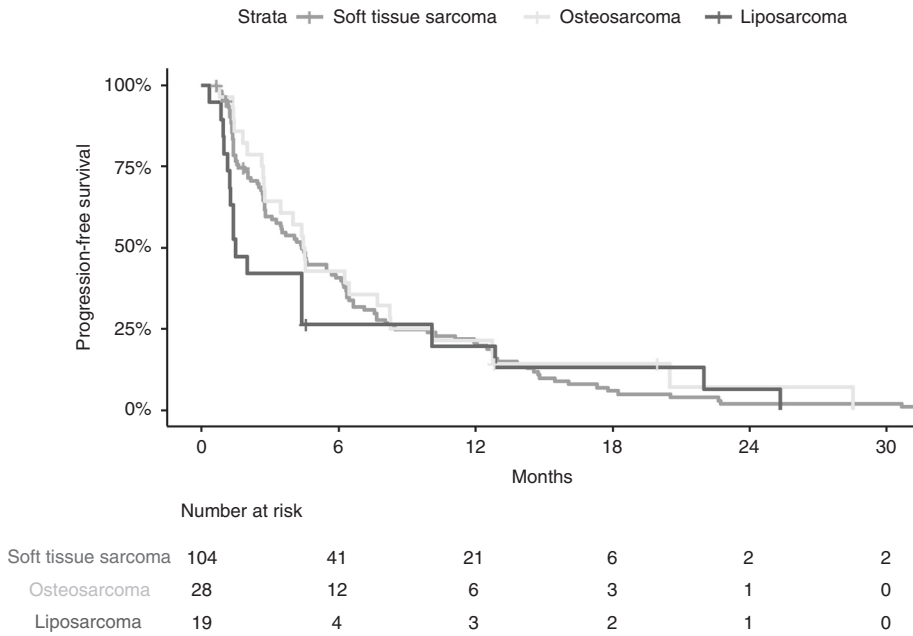 Strata Soft tissue sarcoma Osteosarcoma Liposarcoma
Progression-free survival
100%
75%
50%
25%
0%
0 6 12 18 24 30
Months
Number at risk
Soft tissue sarcoma 104 41 21 6 2 2
Osteosarcoma 28 12 6 3 1 0
Liposarcoma 19 4 3 2 1 0